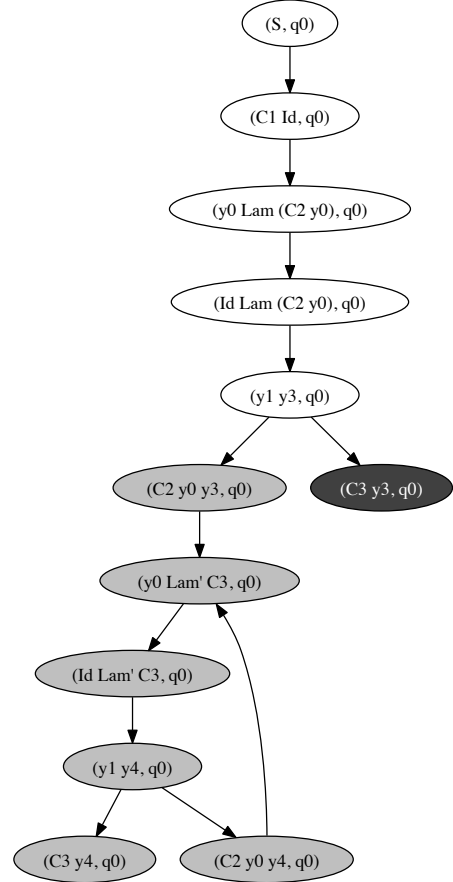 (S, q0)
(C1 Id, q0)
(y0 Lam (C2 y0), q0)
(Id Lam (C2 y0), q0)
(y1 y3, q0)
(C2 y0 y3, q0)
(C3 y3, q0)
(y0 Lam' C3, q0)
(Id Lam' C3, q0)
(y1 y4, q0)
(C3 y4, q0)
(C2 y0 y4, q0)